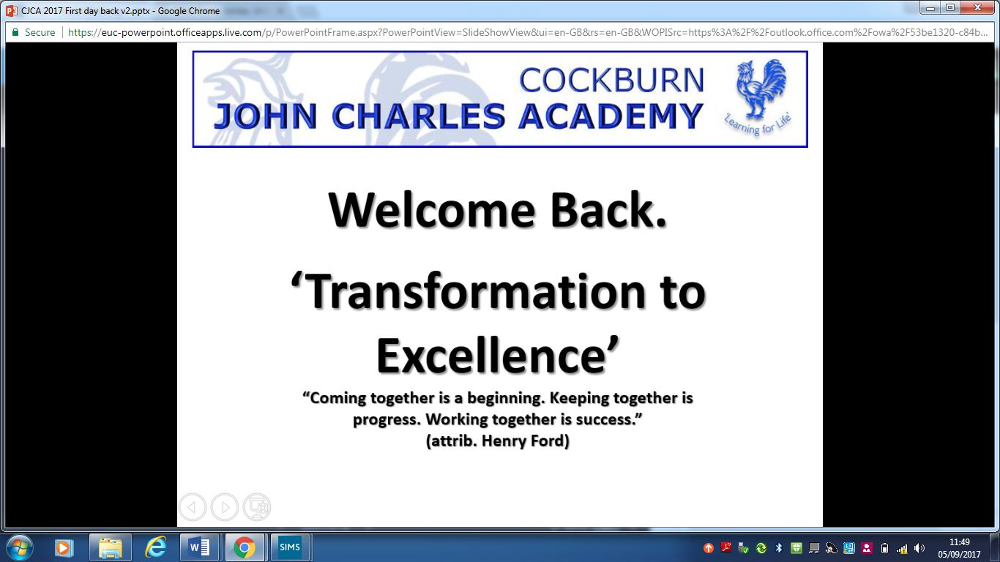 CJCA 2017 First day back v2.pptx - Google Chrome
Secure
https://euc-powerpoint.officeapps.live.com/p/PowerPointFrame.aspx?PowerPointView=SlideShowView&ui=en-GB&rs=en-GB&WOPISrc=https%3A%2F%2Foutlook.office.com%2Fowa%2F53be1320-c84b...
COCKBURN
JOHN CHARLES ACADEMY
'Learning for Life'
Welcome Back.
‘Transformation to
Excellence’
“Coming together is a beginning. Keeping together is
progress. Working together is success.”
(attrib. Henry Ford)
SIMS
11:49
05/09/2017